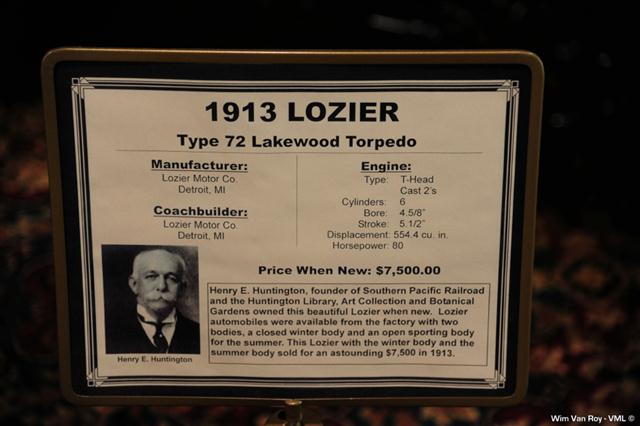 1913 LOZIER
Type 72 Lakewood Torpedo
Manufacturer:
Lozier Motor Co.
Detroit, MI
Coachbuilder:
Lozier Motor Co.
Detroit, MI
Engine:
Type: T-Head
Cast 2's
Cylinders: 6
Bore: 4.5/8"
Stroke: 5.1/2"
Displacement: 554.4 cu. in.
Horsepower: 80
Price When New: $7,500.00
Henry E. Huntington, founder of Southern Pacific Railroad
and the Huntington Library, Art Collection and Botanical
Gardens owned this beautiful Lozier when new. Lozier
automobiles were available from the factory with two
bodies, a closed winter body and an open sporting body
for the summer. This Lozier with the winter body and the
summer body sold for an astounding $7,500 in 1913.
Henry E. Huntington
Wim Van Roy - VML ©